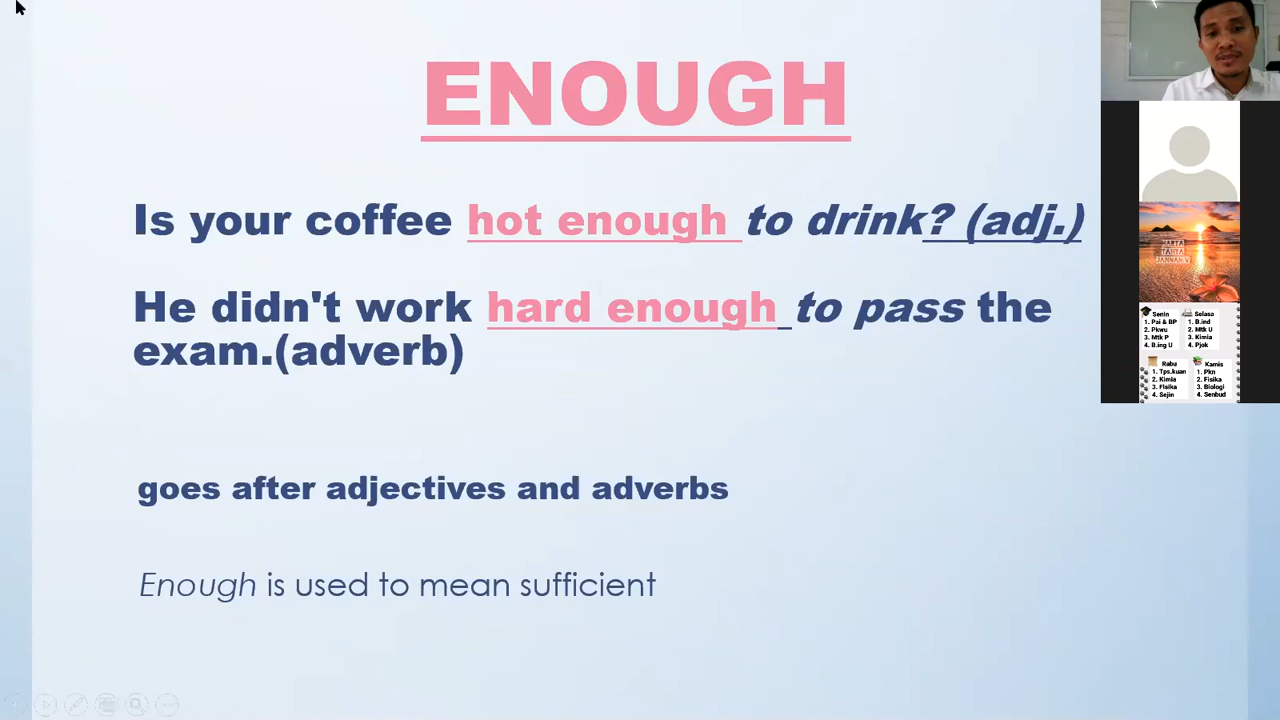 ENOUGH
Is your coffee hot enough to drink? (adj.)
He didn't work hard enough to pass the
exam.(adverb)
goes after adjectives and adverbs
Enough is used to mean sufficient
HARTA
TAHTA
JANNAH
Senin
1. Pai & BP
2. Pkwu
3. Mtk P
4. B.ing U
Selasa
1. B.ind
2. Mtk U
3. Kimia
4. Pjok
Rabu
1. Tps.kuan
2. Kimia
3. Fisika
4. Sejin
Kamis
1. Pkn
2. Fisika
3. Biologi
4. Senbud